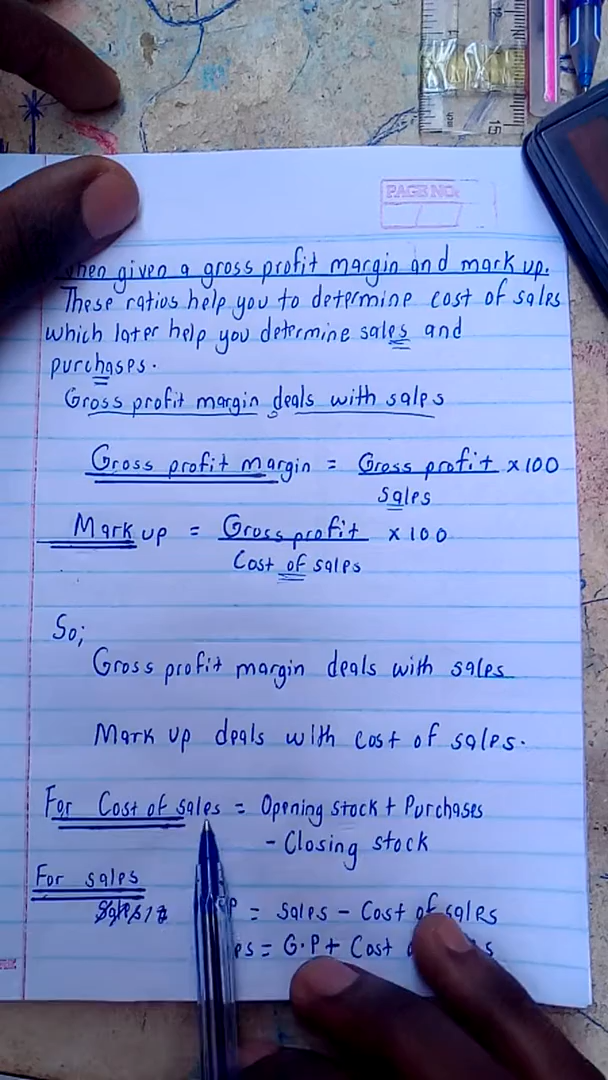 PAGE NO:
When given a gross profit margin and mark up.
These ratios help you to determine cost of sales
which later help you determine sales and
purchases.
Gross profit margin deals with sales
Gross profit margin = Gross profit × 100
Sales
Mark up = Gross profit × 100
Cost of sales
So;
Gross profit margin deals with sales
Mark up deals with cost of sales.
For Cost of sales = Opening stock + Purchases
- Closing stock
For sales
= Sales - Cost of sales
= G.P + Cost
15